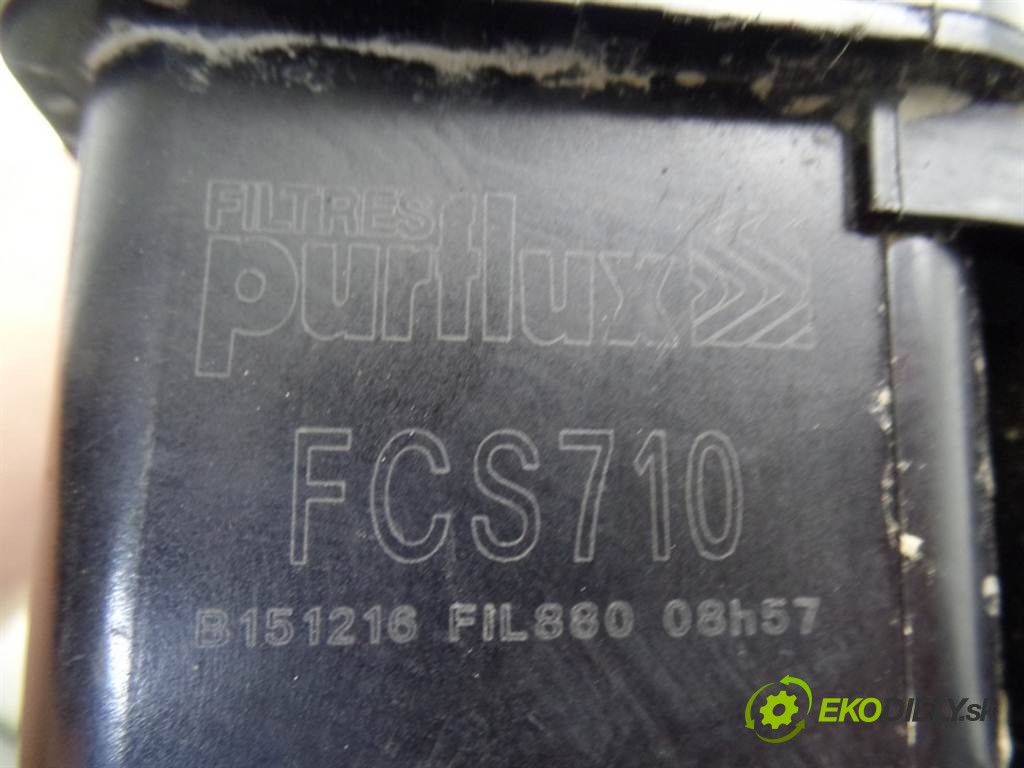 FILTRES
purflux
FCS710
B151216 FIL880 08h57
EKODIELY.sk